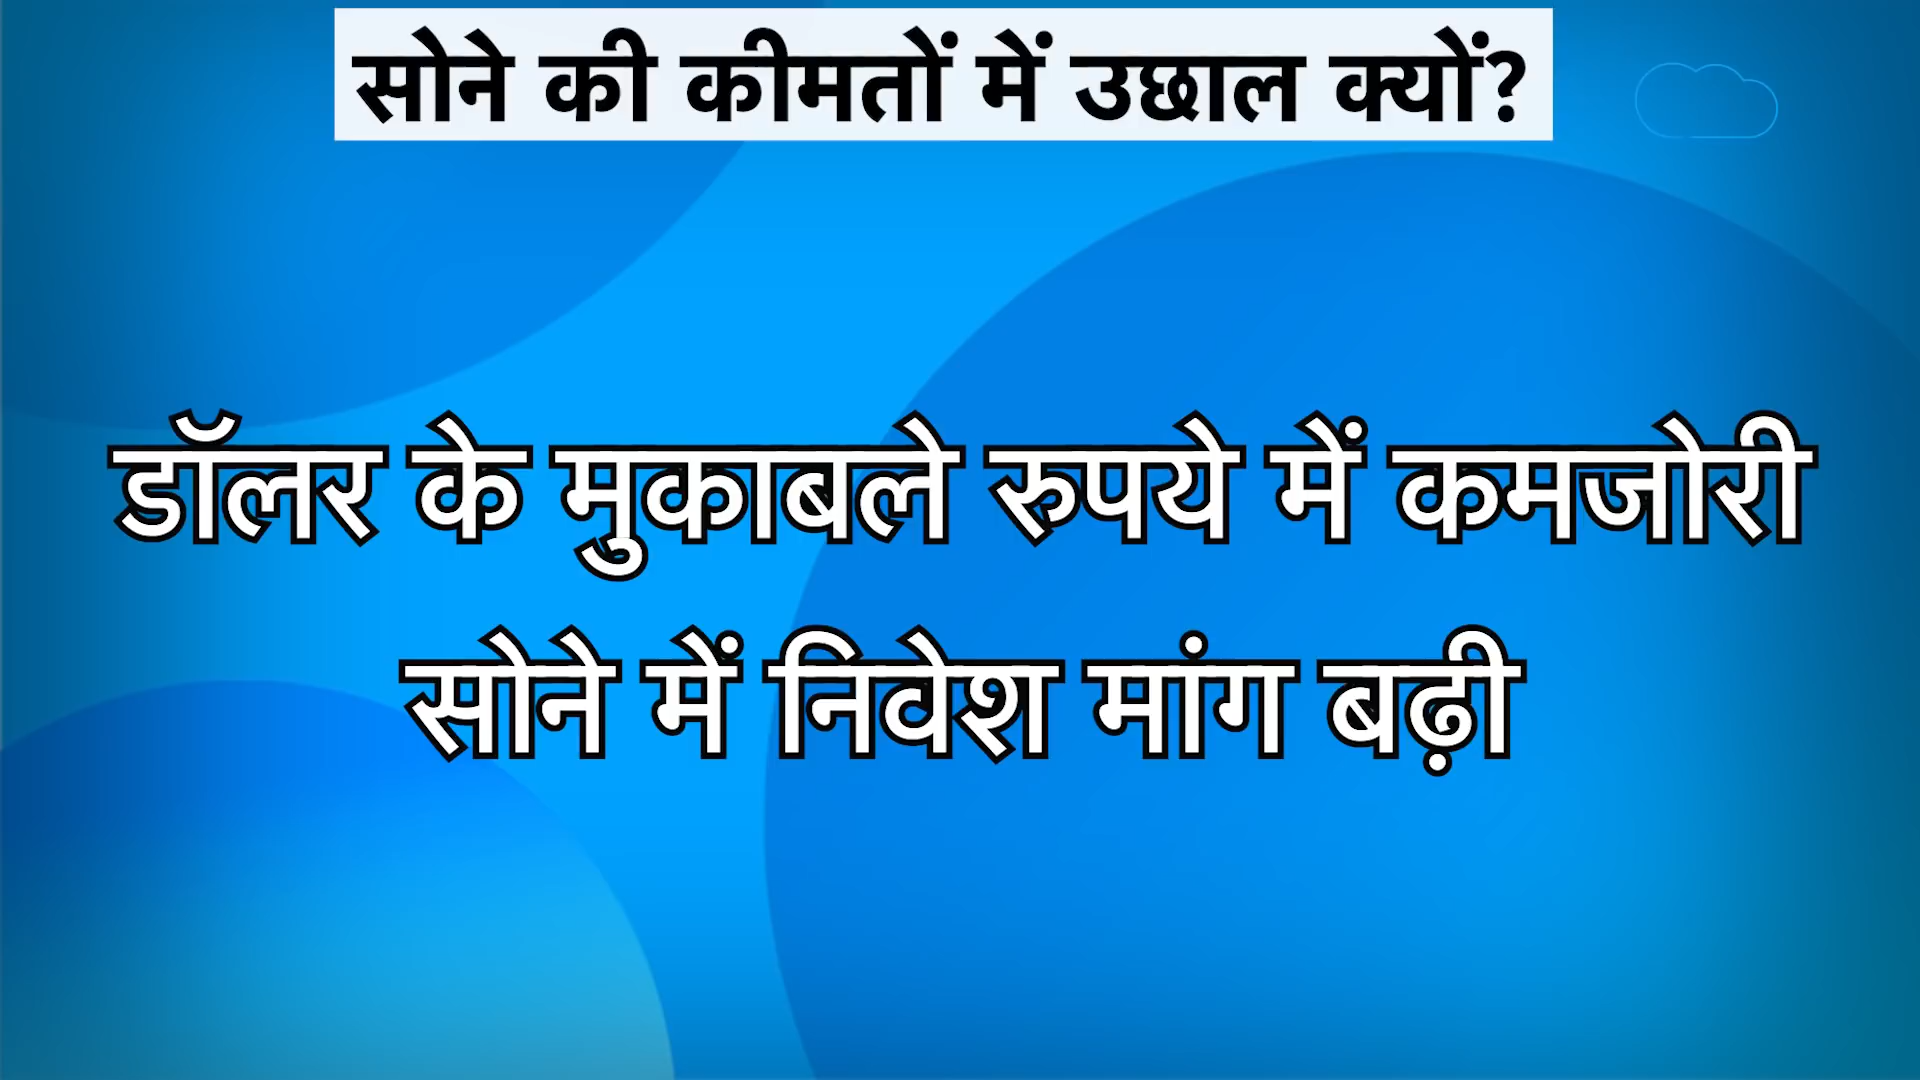 सोने की कीमतों में उछाल क्यों?
डॉलर के मुकाबले रुपये में कमजोरी
सोने में निवेश मांग बढ़ी